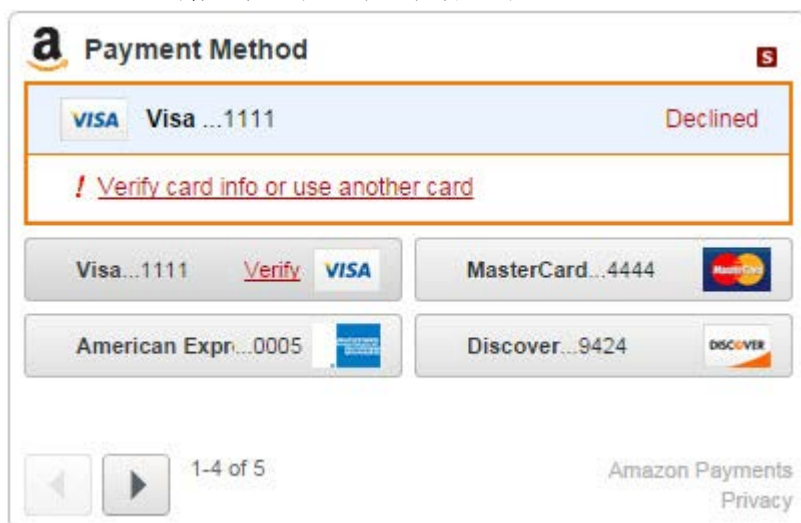 a Payment Method
S
VISA Visa ...1111 Declined
! Verify card info or use another card
Visa...1111 Verify VISA
MasterCard...4444 MasterCard
American Expr...0005
Discover...9424 DISCOVER
1-4 of 5
Amazon Payments
Privacy